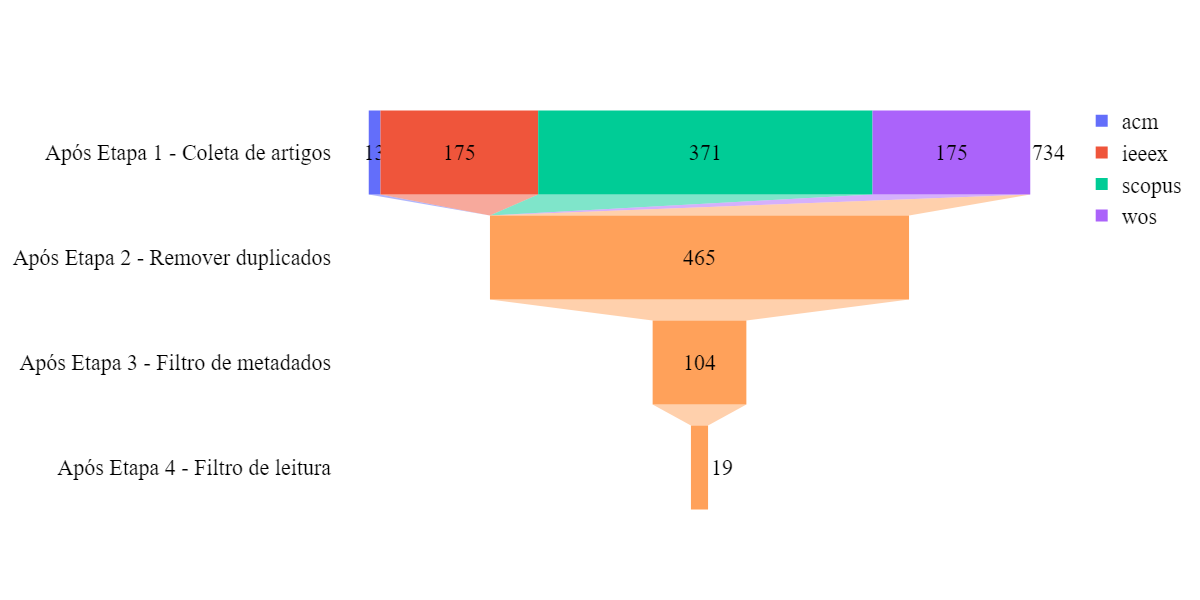 Após Etapa 1 - Coleta de artigos
13
175
371
175
734
acm
ieeex
scopus
wos
Após Etapa 2 - Remover duplicados
465
Após Etapa 3 - Filtro de metadados
104
Após Etapa 4 - Filtro de leitura
19